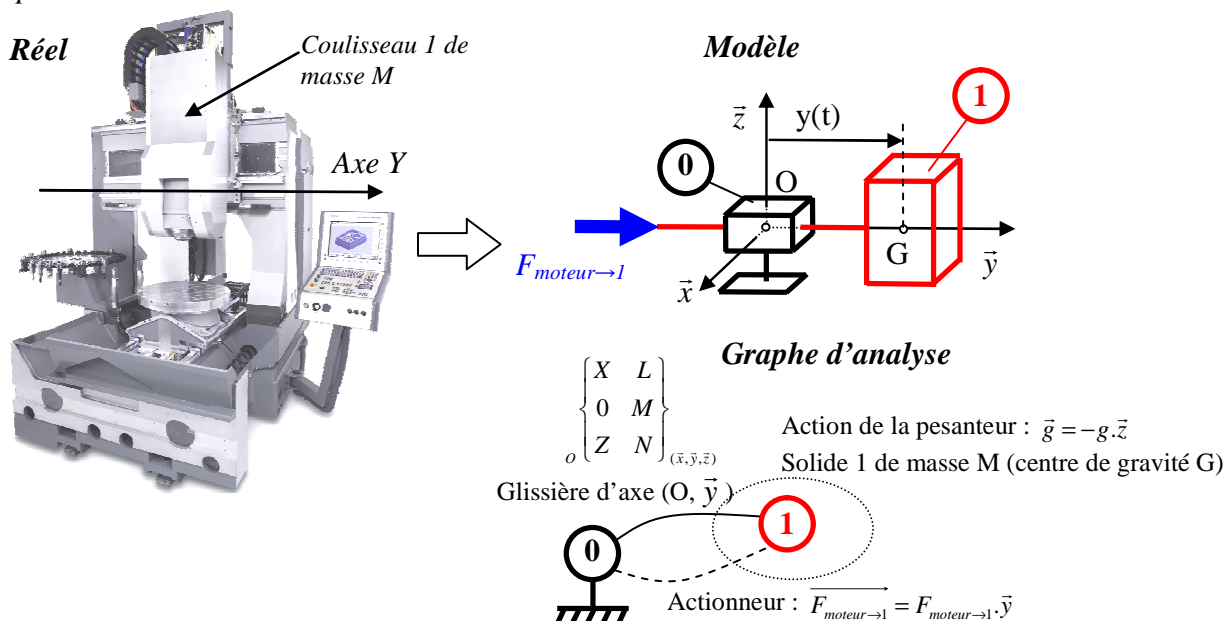 Réel
Coulisseau 1 de
masse M
Axe Y
Modèle
z⃗
y(t)
1
0
O
F moteur→1
G
x⃗
y⃗
Graphe d'analyse
X L
0 M
Z N
O (x⃗,y⃗,z⃗)
Action de la pesanteur : g⃗ = −g.z⃗
Solide 1 de masse M (centre de gravité G)
Glissière d'axe (O, y⃗ )
1
0
Actionneur : F moteur→1 = F moteur→1.y⃗